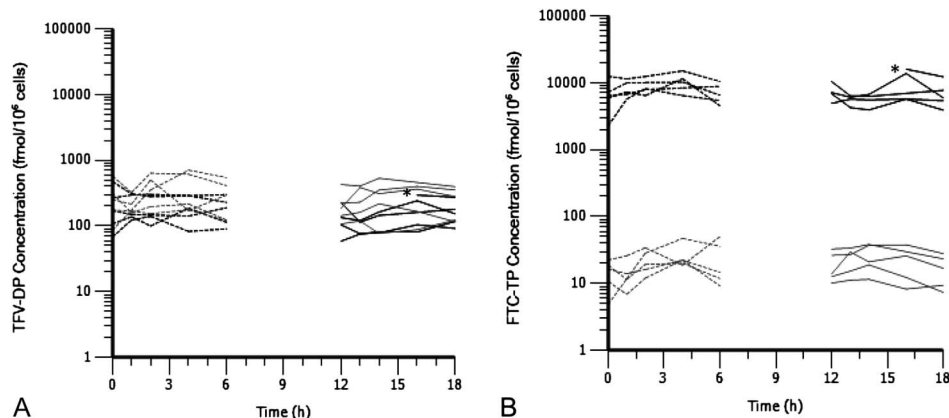 TFV-DP Concentration (fmol/10⁶ cells)
100000
10000
1000
100
10
1
*
0 3 6 9 12 15 18
Time (h)
A
FTC-TP Concentration (fmol/10⁶ cells)
100000
10000
1000
100
10
1
*
0 3 6 9 12 15 18
Time (h)
B